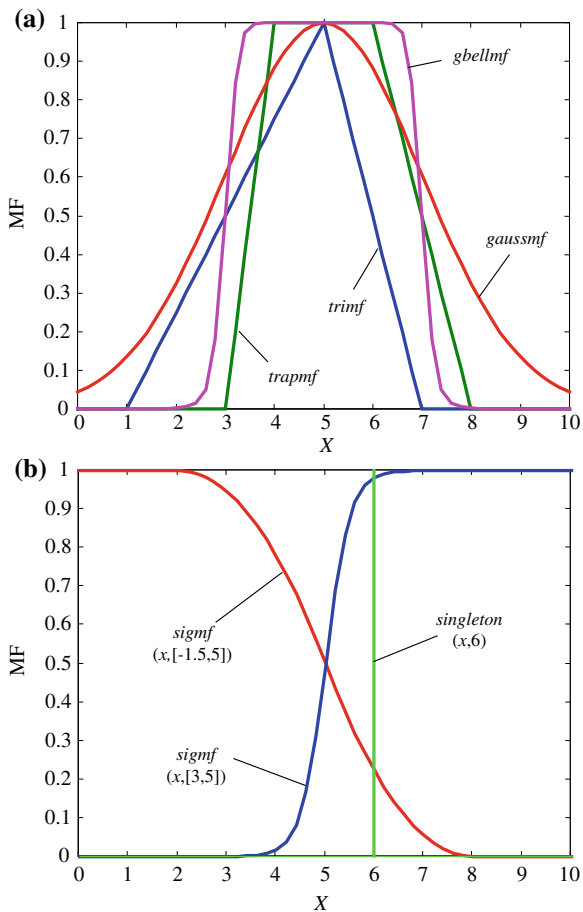 (a)
1
0.9
0.8
0.7
0.6
0.5
0.4
0.3
0.2
0.1
0
MF
gbellmf
gaussmf
trimf
trapmf
0 1 2 3 4 5 6 7 8 9 10
X
(b)
1
0.9
0.8
0.7
0.6
0.5
0.4
0.3
0.2
0.1
0
MF
sigmf
(x,[-1.5,5])
singleton
(x,6)
sigmf
(x,[3,5])
0 1 2 3 4 5 6 7 8 9 10
X